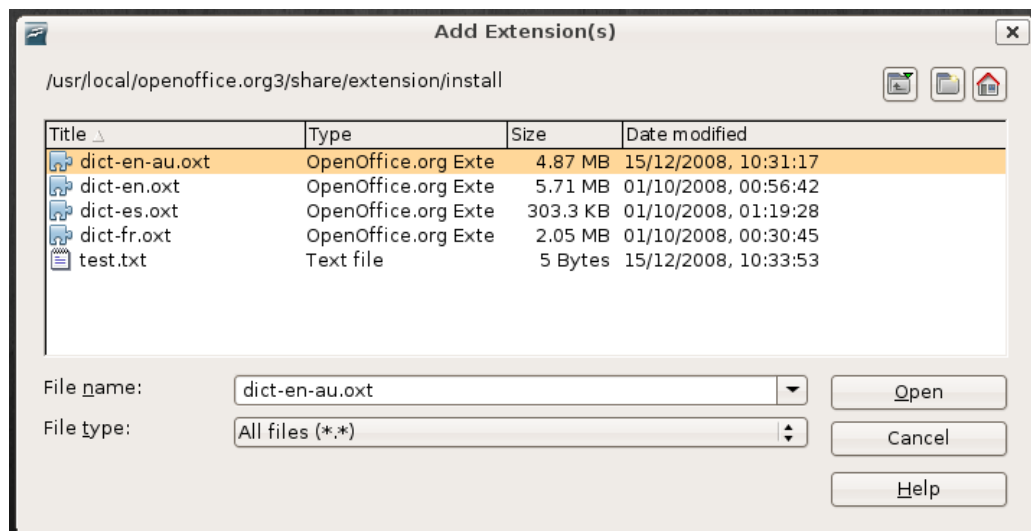 Add Extension(s)
/usr/local/openoffice.org3/share/extension/install
Title Type Size Date modified
dict-en-au.oxt OpenOffice.org Exte 4.87 MB 15/12/2008, 10:31:17
dict-en.oxt OpenOffice.org Exte 5.71 MB 01/10/2008, 00:56:42
dict-es.oxt OpenOffice.org Exte 303.3 KB 01/10/2008, 01:19:28
dict-fr.oxt OpenOffice.org Exte 2.05 MB 01/10/2008, 00:30:45
test.txt Text file 5 Bytes 15/12/2008, 10:33:53
File name: dict-en-au.oxt Open
File type: All files (*.*) Cancel
Help